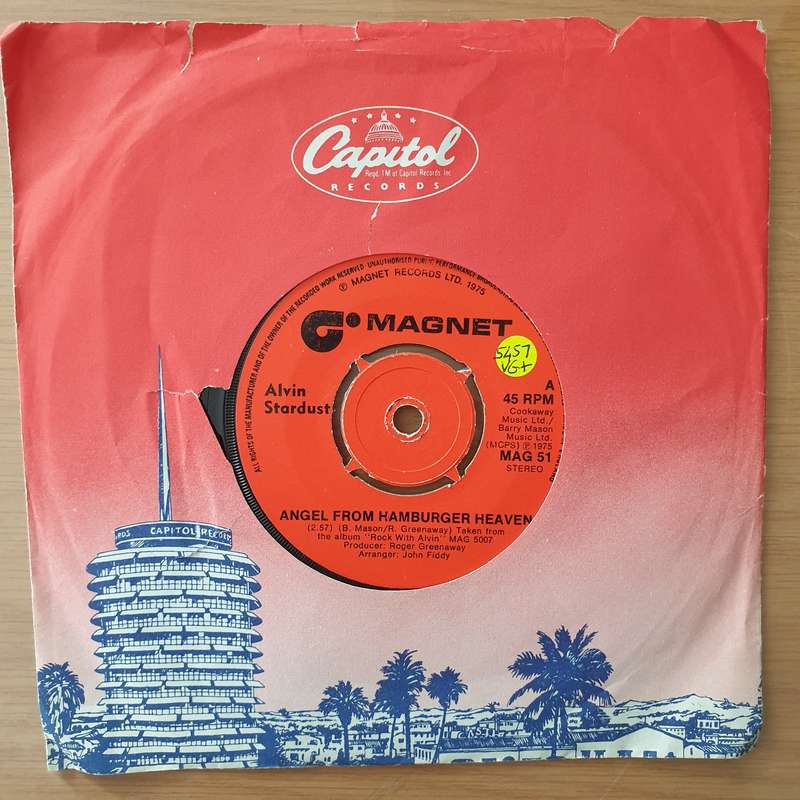 Capitol
Regd. TM of Capitol Records, Inc
RECORDS
ALL RIGHTS OF THE MANUFACTURER AND OF THE OWNER OF THE RECORDED WORK RESERVED · UNAUTHORISED PUBLIC PERFORMANCE BROADCAS
℗ MAGNET RECORDS LTD. 1975
MAGNET
5457
VG+
Alvin
Stardust
A
45 RPM
Cookaway
Music Ltd./
Barry Mason
Music Ltd.
(MCPS) ℗ 1975
MAG 51
STEREO
ANGEL FROM HAMBURGER HEAVEN
(2.57) (B. Mason/R. Greenaway) Taken from
the album "Rock With Alvin" MAG 5007
Producer: Roger Greenaway
Arranger: John Fiddy
RDS CAPITOL RECORDS